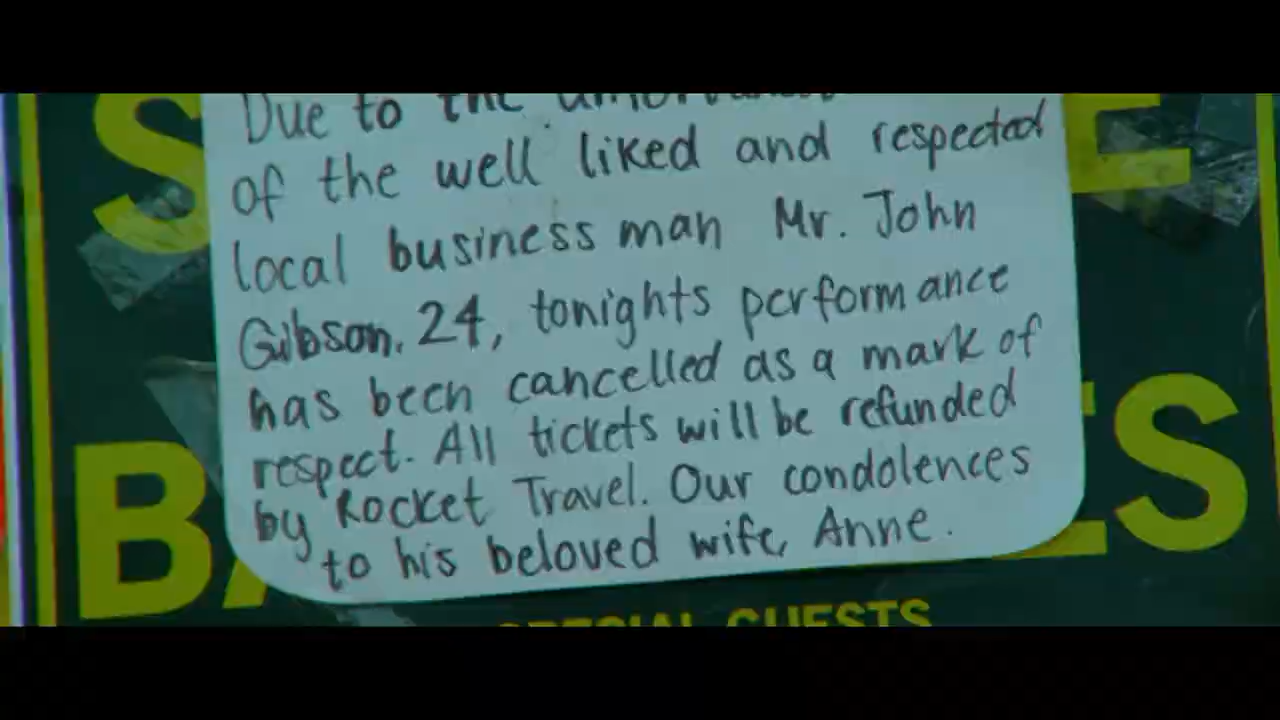 Due to the
of the well liked and respected
local business man Mr. John
Gibson, 24, tonights performance
has been cancelled as a mark of
respect. All tickets will be refunded
by Rocket Travel. Our condolences
to his beloved wife, Anne.
SPECIAL GUESTS